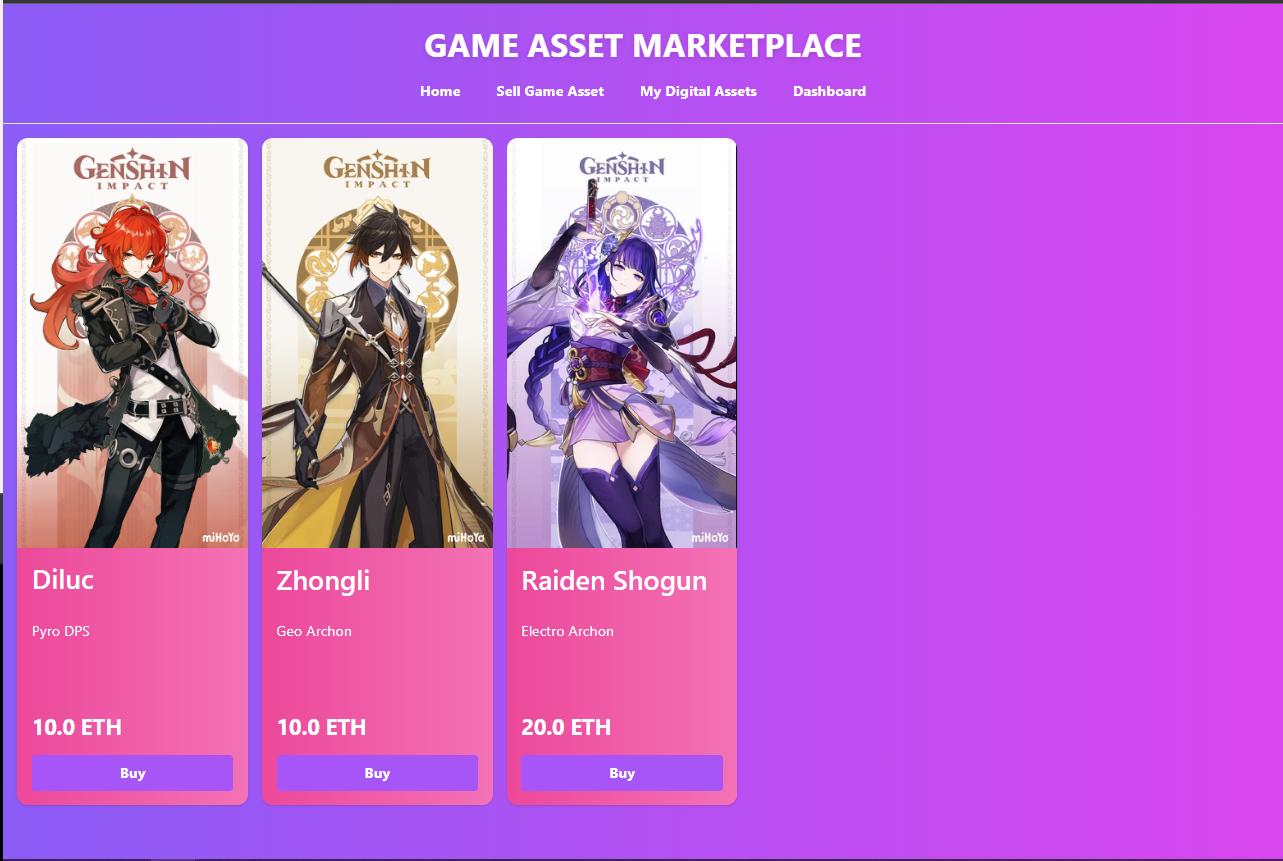 GAME ASSET MARKETPLACE
Home Sell Game Asset My Digital Assets Dashboard
GENSHIN
IMPACT
miHoYo
Diluc
Pyro DPS
10.0 ETH
Buy
GENSHIN
IMPACT
miHoYo
Zhongli
Geo Archon
10.0 ETH
Buy
GENSHIN
IMPACT
miHoYo
Raiden Shogun
Electro Archon
20.0 ETH
Buy